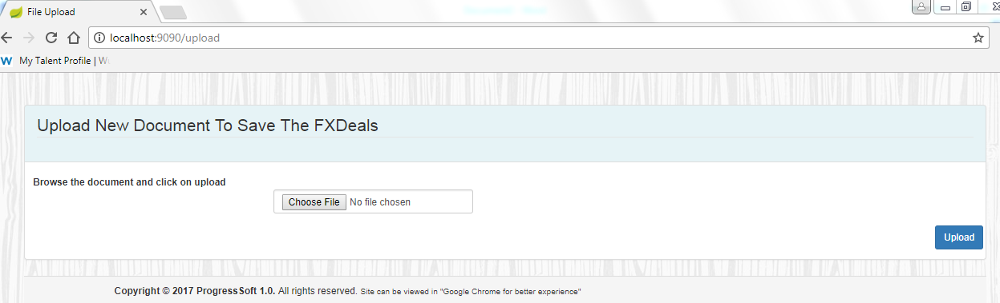 File Upload
localhost:9090/upload
W My Talent Profile |
Upload New Document To Save The FXDeals
Browse the document and click on upload
Choose File No file chosen
Upload
Copyright © 2017 ProgressSoft 1.0. All rights reserved. Site can be viewed in "Google Chrome for better experience"